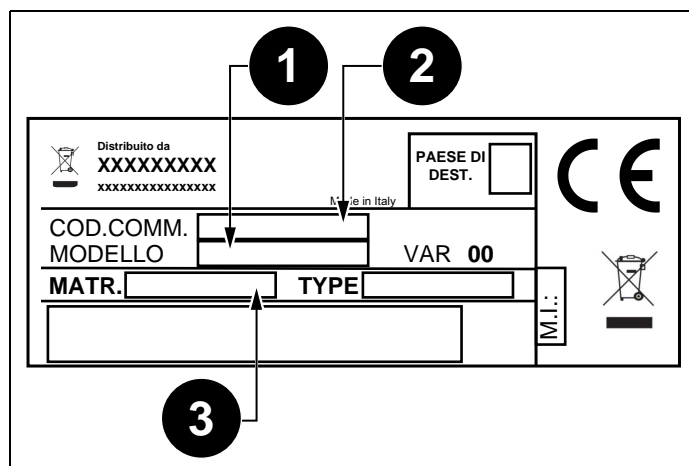 1 2
Distribuito da
XXXXXXXXX
xxxxxxxxxxxxxxxx
Made in Italy
PAESE DI
DEST.
CE
COD.COMM.
MODELLO
VAR 00
MATR.
TYPE
M.I.:
3